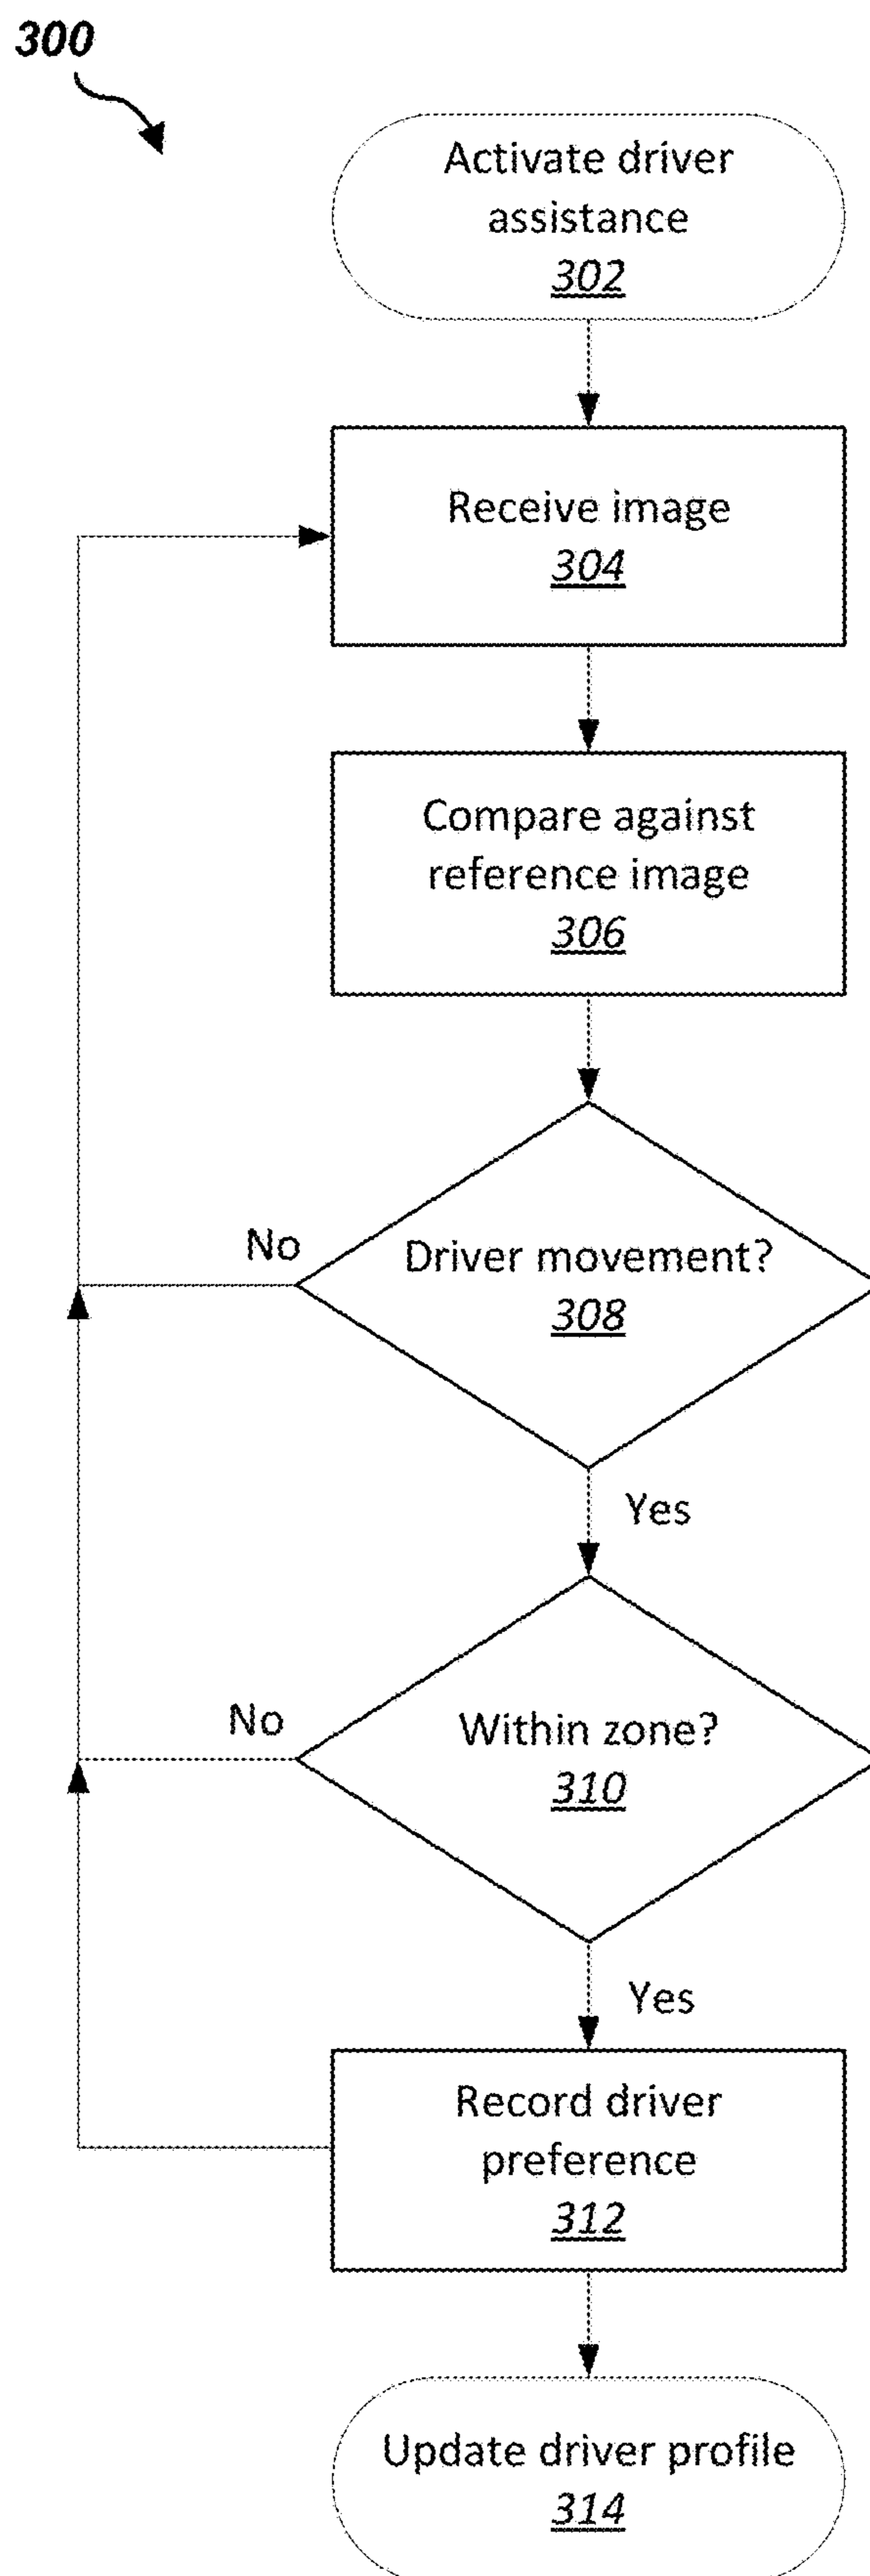 300
Activate driver
assistance
302
Receive image
304
Compare against
reference image
306
No
Driver movement?
308
Yes
No
Within zone?
310
Yes
Record driver
preference
312
Update driver profile
314